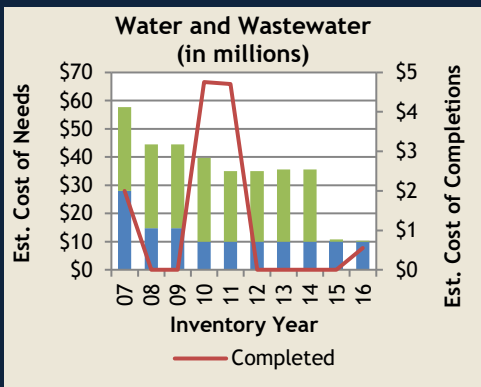 Water and Wastewater
(in millions)
Est. Cost of Needs
$70
$60
$50
$40
$30
$20
$10
$0
$5
$4
$3
$2
$1
$0
Est. Cost of Completions
07 08 09 10 11 12 13 14 15 16
Inventory Year
Completed